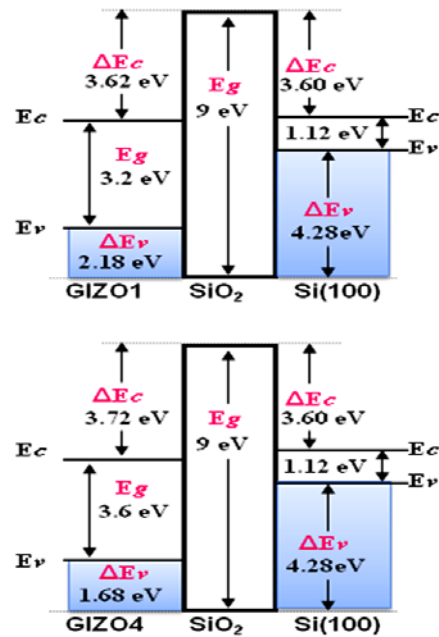 ΔEc
3.62 eV
Ec
Eg
3.2 eV
Ev
ΔEv
2.18 eV
GIZO1
Eg
9 eV
SiO₂
ΔEc
3.60 eV
Ec
1.12 eV
Ev
ΔEv
4.28eV
Si(100)
ΔEc
3.72 eV
Ec
Eg
3.6 eV
Ev
ΔEv
1.68 eV
GIZO4
Eg
9 eV
SiO₂
ΔEc
3.60 eV
Ec
1.12 eV
Ev
ΔEv
4.28eV
Si(100)